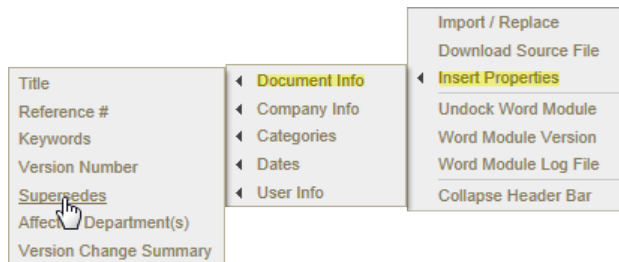 Import / Replace
Download Source File
Insert Properties
Undock Word Module
Word Module Version
Word Module Log File
Collapse Header Bar
Document Info
Company Info
Categories
Dates
User Info
Title
Reference #
Keywords
Version Number
Supersedes
Department(s)
Version Change Summary